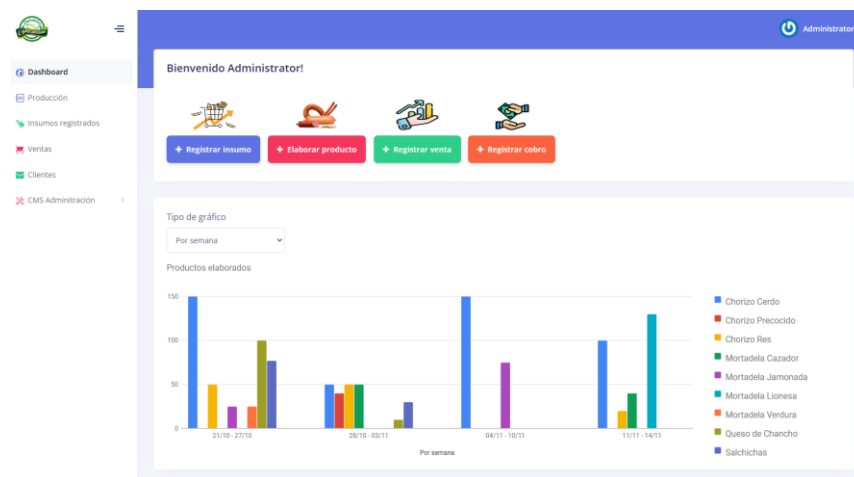 Administrator
Dashboard
Producción
Insumos registrados
Ventas
Clientes
CMS Adminitración
Bienvenido Administrator!
+ Registrar insumo
+ Elaborar producto
+ Registrar venta
+ Registrar cobro
Tipo de gráfico
Por semana
Productos elaborados
150
100
50
0
21/10 - 27/10
28/10 - 03/11
04/11 - 10/11
11/11 - 14/11
Por semana
Chorizo Cerdo
Chorizo Precocido
Chorizo Res
Mortadela Cazador
Mortadela Jamonada
Mortadela Lionesa
Mortadela Verdura
Queso de Chancho
Salchichas